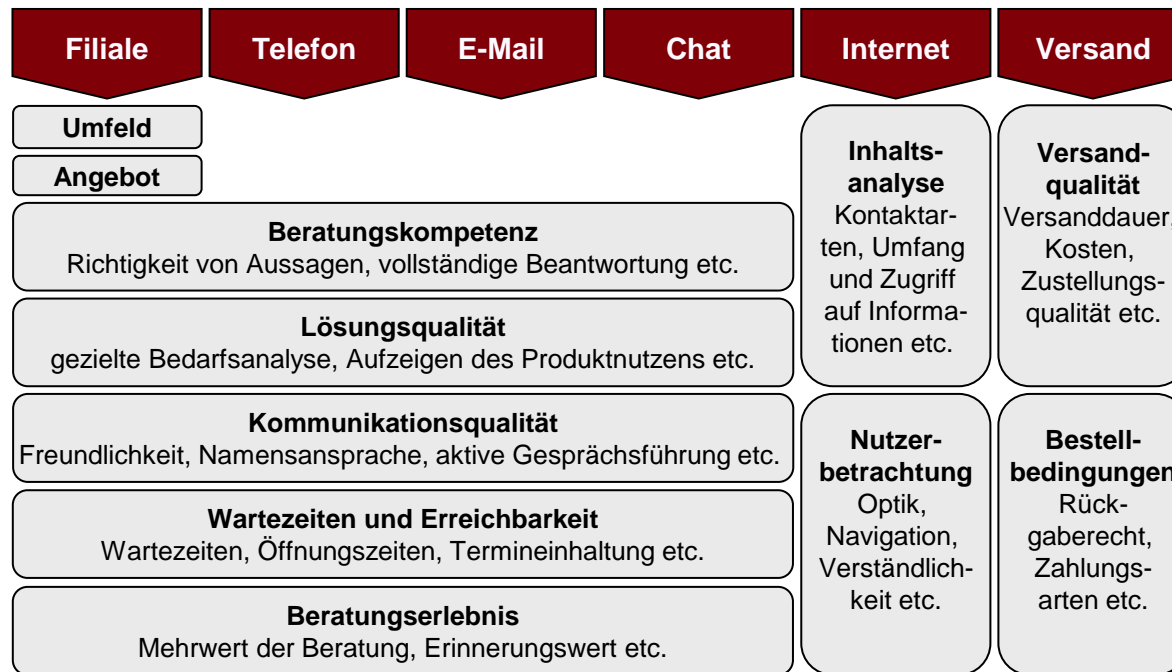 Filiale
Telefon
E-Mail
Chat
Internet
Versand
Umfeld
Angebot
Beratungskompetenz
Richtigkeit von Aussagen, vollständige Beantwortung etc.
Lösungsqualität
gezielte Bedarfsanalyse, Aufzeigen des Produktnutzens etc.
Kommunikationsqualität
Freundlichkeit, Namensansprache, aktive Gesprächsführung etc.
Wartezeiten und Erreichbarkeit
Wartezeiten, Öffnungszeiten, Termineinhaltung etc.
Beratungserlebnis
Mehrwert der Beratung, Erinnerungswert etc.
Inhalts-
analyse
Kontaktar-
ten, Umfang
und Zugriff
auf Informa-
tionen etc.
Nutzer-
betrachtung
Optik,
Navigation,
Verständlich-
keit etc.
Versand-
qualität
Versanddauer,
Kosten,
Zustellungs-
qualität etc.
Bestell-
bedingungen
Rück-
gaberecht,
Zahlungs-
arten etc.